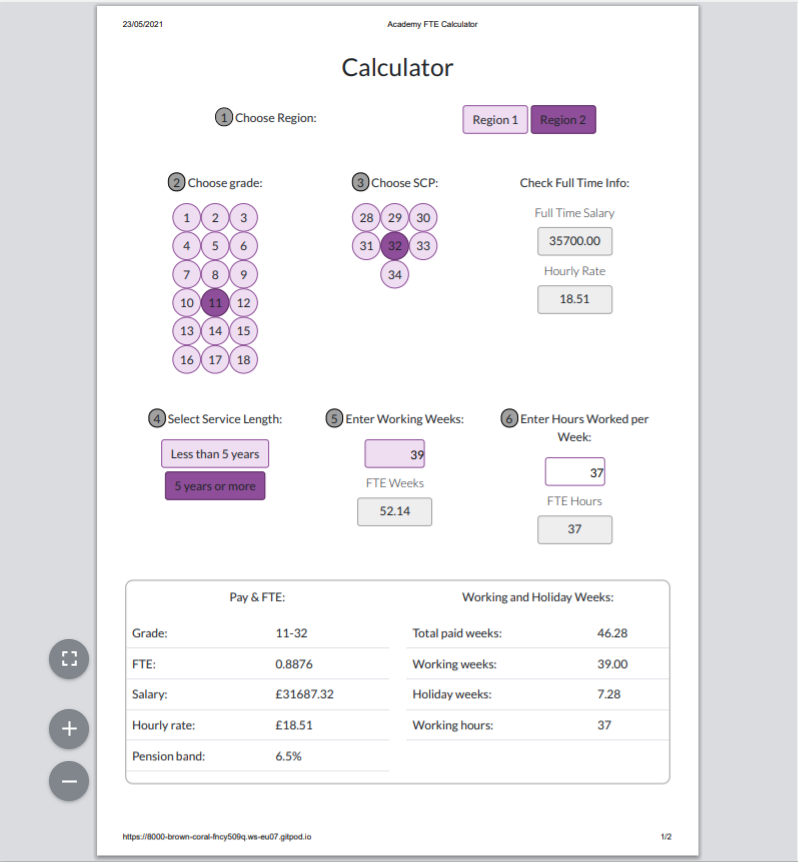 23/05/2021 Academy FTE Calculator
Calculator
1 Choose Region: Region 1 Region 2
2 Choose grade:
1 2 3
4 5 6
7 8 9
10 11 12
13 14 15
16 17 18
3 Choose SCP:
28 29 30
31 32 33
34
Check Full Time Info:
Full Time Salary
35700.00
Hourly Rate
18.51
4 Select Service Length:
Less than 5 years
5 years or more
5 Enter Working Weeks:
39
FTE Weeks
52.14
6 Enter Hours Worked per
Week:
37
FTE Hours
37
Pay & FTE:
Grade: 11-32
FTE: 0.8876
Salary: £31687.32
Hourly rate: £18.51
Pension band: 6.5%
Working and Holiday Weeks:
Total paid weeks: 46.28
Working weeks: 39.00
Holiday weeks: 7.28
Working hours: 37
https://8000-brown-coral-fncy509q.ws-eu07.gitpod.io 1/2